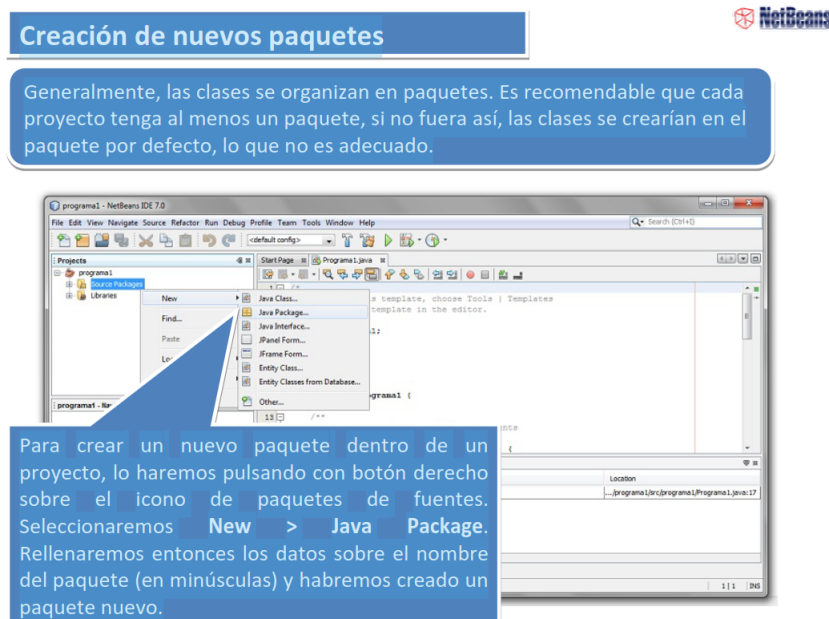 Creación de nuevos paquetes
NetBeans
Generalmente, las clases se organizan en paquetes. Es recomendable que cada
proyecto tenga al menos un paquete, si no fuera así, las clases se crearían en el
paquete por defecto, lo que no es adecuado.
programa1 - NetBeans IDE 7.0
File Edit View Navigate Source Refactor Run Debug Profile Team Tools Window Help
Search (Ctrl+I)
<default config>
Projects
Start Page
Programa1.java
programa1
Source Packages
Libraries
1 /*
New
Find...
Paste
Java Class...
Java Package...
Java Interface...
JPanel Form...
JFrame Form...
Entity Class...
Entity Classes from Database...
Other...
s template, choose Tools | Templates
template in the editor.
1;
ograma1 {
13 /**
nts
{
programa1 - Na
Location
.../programa1/src/programa1/Programa1.java:17
1|1 INS
Para crear un nuevo paquete dentro de un
proyecto, lo haremos pulsando con botón derecho
sobre el icono de paquetes de fuentes.
Seleccionaremos New > Java Package.
Rellenaremos entonces los datos sobre el nombre
del paquete (en minúsculas) y habremos creado un
paquete nuevo.